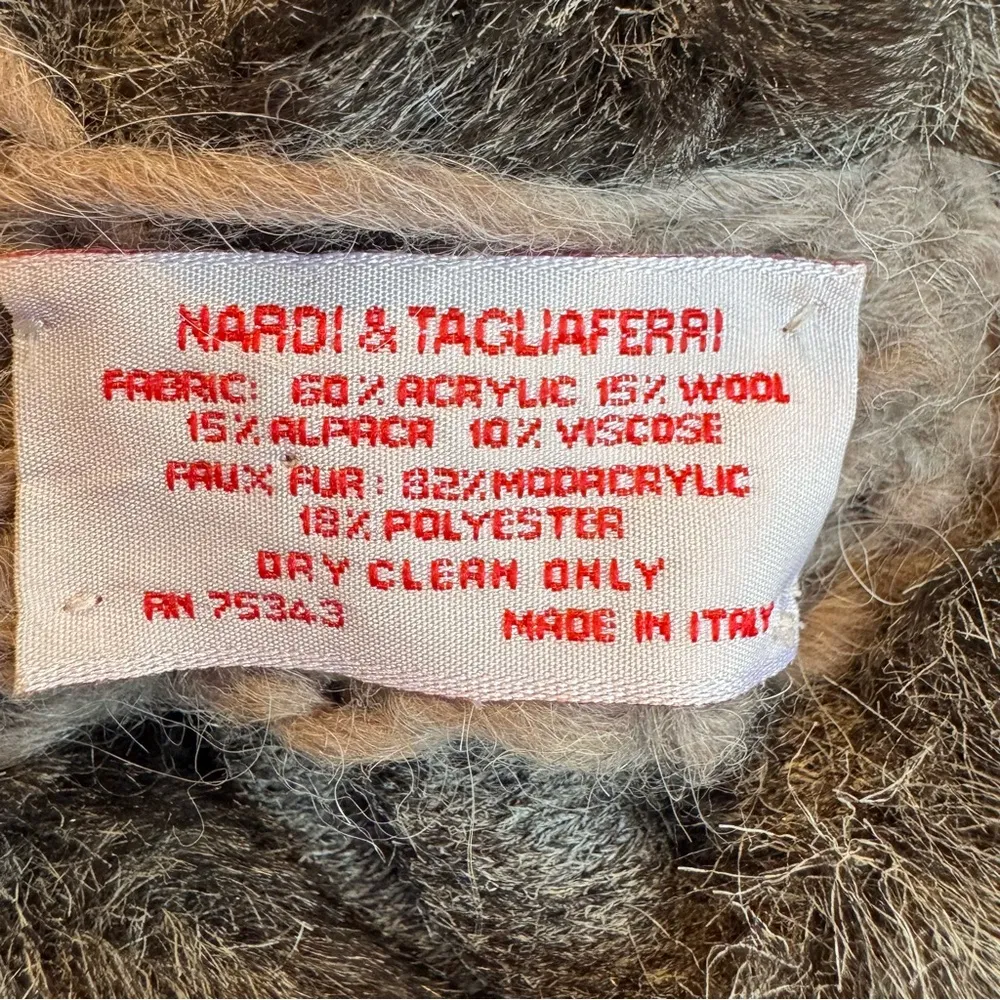 NARDI & TAGLIAFERRI
FABRIC: 60% ACRYLIC 15% WOOL
15% ALPACA 10% VISCOSE
FAUX FUR: 82% MODACRYLIC
18% POLYESTER
DRY CLEAN ONLY
RN 75343 MADE IN ITALY